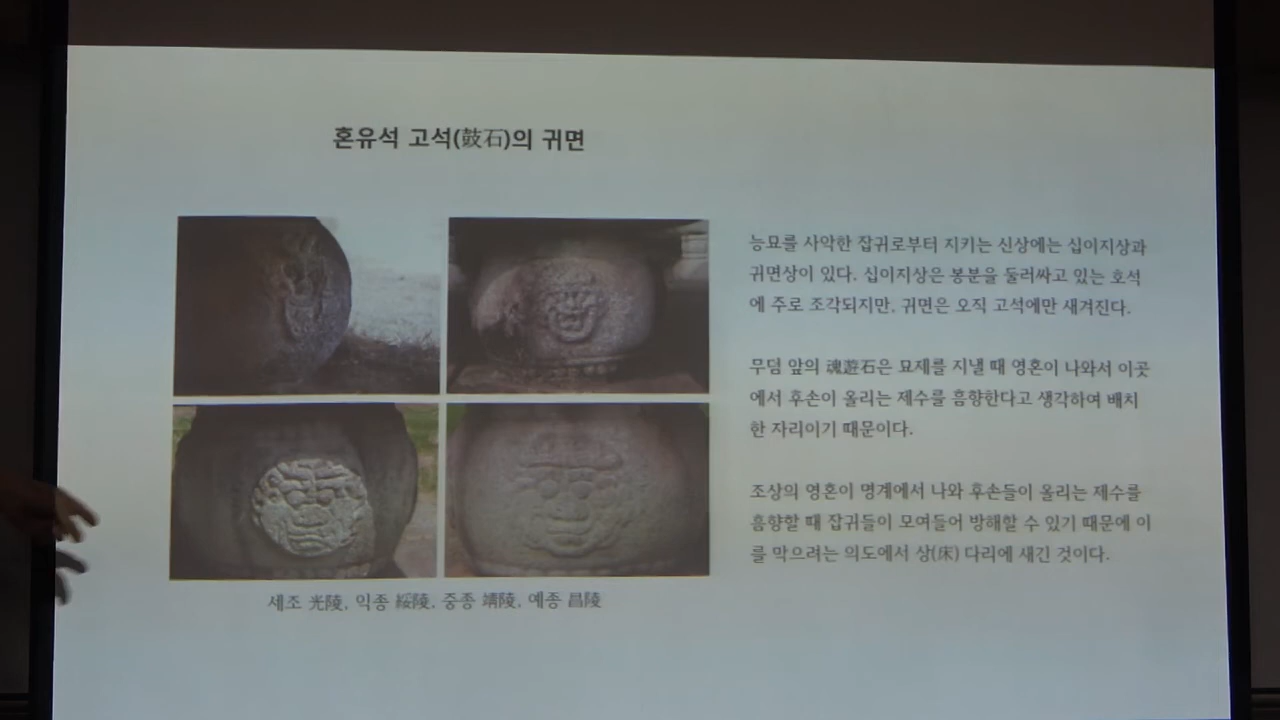 혼유석 고석(鼓石)의 귀면
능묘를 사악한 잡귀로부터 지키는 신상에는 십이지상과
귀면상이 있다. 십이지상은 봉분을 둘러싸고 있는 호석
에 주로 조각되지만, 귀면은 오직 고석에만 새겨진다.
무덤 앞의 魂遊石은 묘제를 지낼 때 영혼이 나와서 이곳
에서 후손이 올리는 제수를 흠향한다고 생각하여 배치
한 자리이기 때문이다.
조상의 영혼이 명계에서 나와 후손들이 올리는 제수를
흠향할 때 잡귀들이 모여들어 방해할 수 있기 때문에 이
를 막으려는 의도에서 상(床) 다리에 새긴 것이다.
세조 光陵, 익종 綏陵, 중종 靖陵, 예종 昌陵